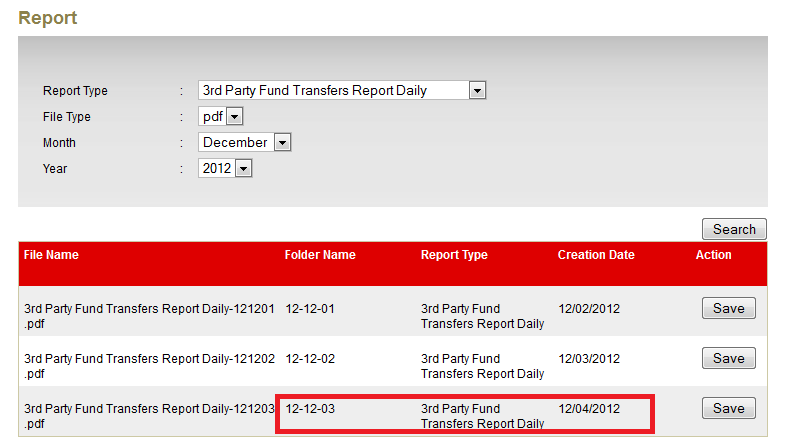 Report
Report Type : 3rd Party Fund Transfers Report Daily
File Type : pdf
Month : December
Year : 2012
Search
File Name Folder Name Report Type Creation Date Action
3rd Party Fund Transfers Report Daily-121201 12-12-01 3rd Party Fund 12/02/2012 Save
.pdf Transfers Report Daily
3rd Party Fund Transfers Report Daily-121202 12-12-02 3rd Party Fund 12/03/2012 Save
.pdf Transfers Report Daily
3rd Party Fund Transfers Report Daily-121203 12-12-03 3rd Party Fund 12/04/2012 Save
.pdf Transfers Report Daily